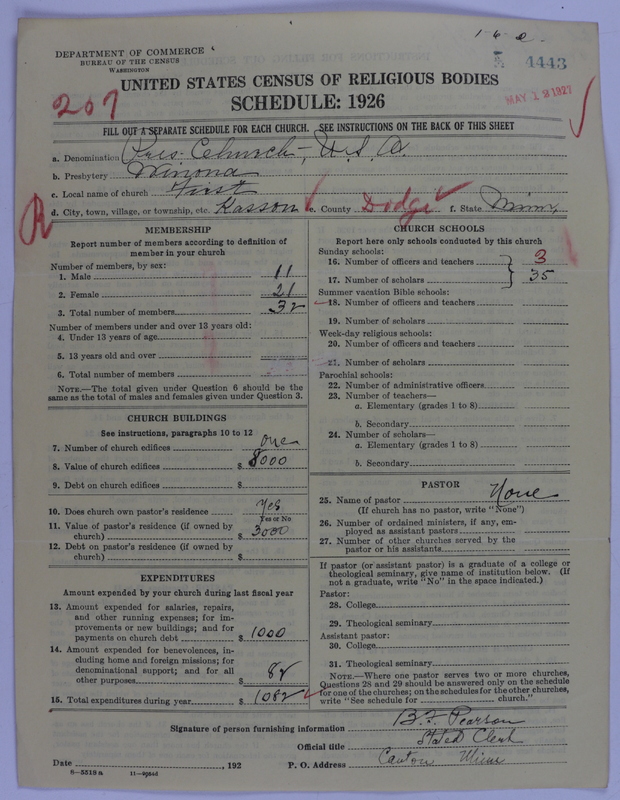 1-6-2-
DEPARTMENT OF COMMERCE
BUREAU OF THE CENSUS
WASHINGTON
4443
UNITED STATES CENSUS OF RELIGIOUS BODIES
207
SCHEDULE: 1926
MAY 12 1927
FILL OUT A SEPARATE SCHEDULE FOR EACH CHURCH. SEE INSTRUCTIONS ON THE BACK OF THIS SHEET
a. Denomination Pres. Church, U.S.A.
b. Presbytery Winona
c. Local name of church First
d. City, town, village, or township, etc. Kasson e. County Dodge f. State Minn.
R
MEMBERSHIP
Report number of members according to definition of
member in your church
Number of members, by sex:
1. Male 11
2. Female 21
3. Total number of members 32
Number of members under and over 13 years old:
4. Under 13 years of age
5. 13 years old and over
6. Total number of members
NOTE.—The total given under Question 6 should be the
same as the total of males and females given under Question 3.
CHURCH BUILDINGS
See instructions, paragraphs 10 to 12
7. Number of church edifices one
8. Value of church edifices $ 8000
9. Debt on church edifices $
10. Does church own pastor's residence Yes
Yes or No
11. Value of pastor's residence (if owned by
church) $ 3000
12. Debt on pastor's residence (if owned by
church) $
EXPENDITURES
Amount expended by your church during last fiscal year
13. Amount expended for salaries, repairs,
and other running expenses; for im-
provements or new buildings; and for
payments on church debt $ 1000
14. Amount expended for benevolences, in-
cluding home and foreign missions; for
denominational support; and for all
other purposes $ 82
15. Total expenditures during year $ 1082
CHURCH SCHOOLS
Report here only schools conducted by this church
Sunday schools:
16. Number of officers and teachers 3
17. Number of scholars 35
Summer vacation Bible schools:
18. Number of officers and teachers
19. Number of scholars
Week-day religious schools:
20. Number of officers and teachers
21. Number of scholars
Parochial schools:
22. Number of administrative officers
23. Number of teachers—
a. Elementary (grades 1 to 8)
b. Secondary
24. Number of scholars—
a. Elementary (grades 1 to 8)
b. Secondary
PASTOR
25. Name of pastor None
(If church has no pastor, write "None")
26. Number of ordained ministers, if any, em-
ployed as assistant pastors
27. Number of other churches served by the
pastor or his assistants
If pastor (or assistant pastor) is a graduate of a college or
theological seminary, give name of institution below. (If
not a graduate, write "No" in the space indicated.)
Pastor:
28. College
29. Theological seminary
Assistant pastor:
30. College
31. Theological seminary
NOTE.—Where one pastor serves two or more churches,
Questions 28 and 29 should be answered only on the schedule
for one of the churches; on the schedules for the other churches,
write "See schedule for church."
Signature of person furnishing information B. F. Pearson
Official title Stated Clerk
Date , 192 P. O. Address Canton Minn
8—5519 a